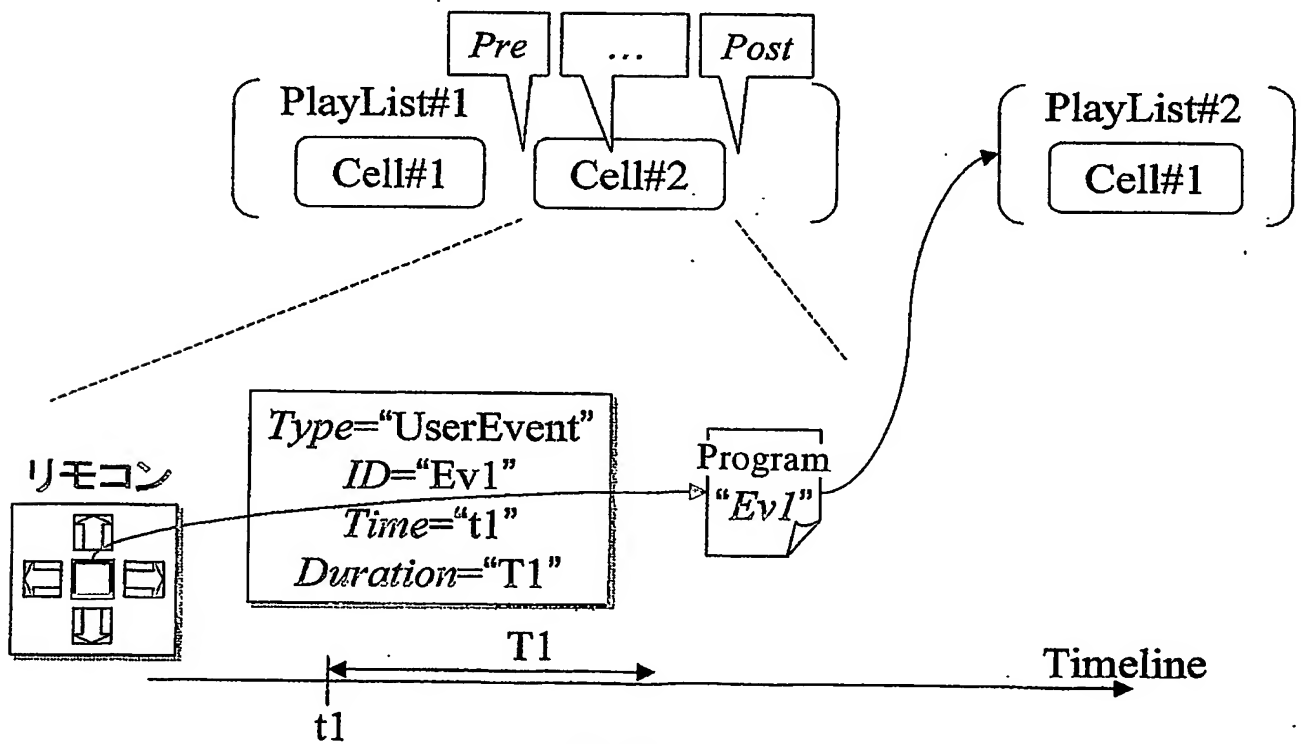 Pre
...
Post
PlayList#1
Cell#1
Cell#2
PlayList#2
Cell#1
Type=“UserEvent”
ID=“Ev1”
Time=“t1”
Duration=“T1”
リモコン
Program
“Ev1”
T1
Timeline
t1